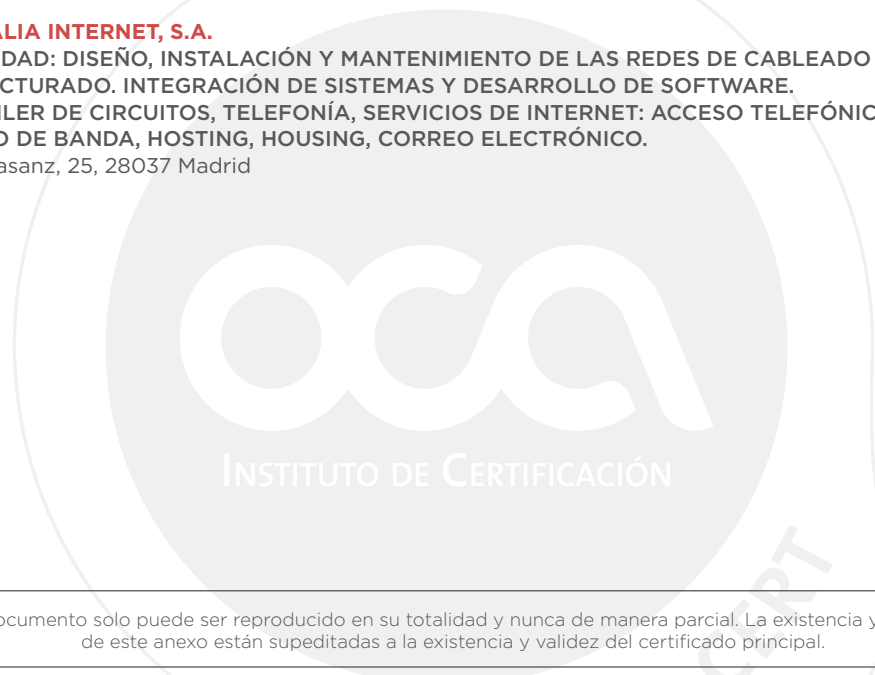 ALIA INTERNET, S.A.
IDAD: DISEÑO, INSTALACIÓN Y MANTENIMIENTO DE LAS REDES DE CABLEADO
CTURADO. INTEGRACIÓN DE SISTEMAS Y DESARROLLO DE SOFTWARE.
ILER DE CIRCUITOS, TELEFONÍA, SERVICIOS DE INTERNET: ACCESO TELEFÓNIC
O DE BANDA, HOSTING, HOUSING, CORREO ELECTRÓNICO.
asanz, 25, 28037 Madrid
oca
INSTITUTO DE CERTIFICACIÓN
CERT
ocumento solo puede ser reproducido en su totalidad y nunca de manera parcial. La existencia y
de este anexo están supeditadas a la existencia y validez del certificado principal.